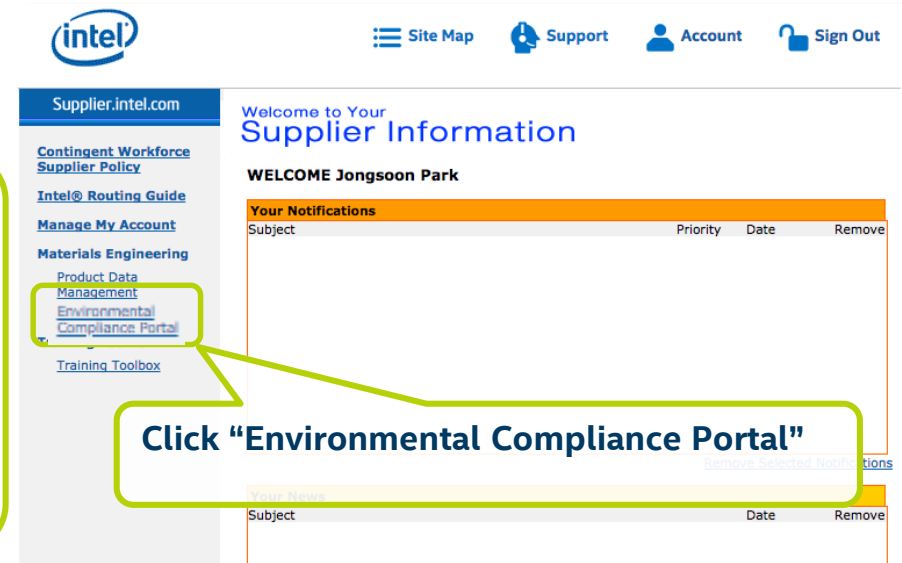 intel
Site Map Support Account Sign Out
Supplier.intel.com
Welcome to Your
Supplier Information
WELCOME Jongsoon Park
Contingent Workforce
Supplier Policy
Intel® Routing Guide
Manage My Account
Materials Engineering
Product Data
Management
Environmental
Compliance Portal
Training Toolbox
Your Notifications
Subject Priority Date Remove
Click “Environmental Compliance Portal”
Remove Selected Notifications
Your News
Subject Date Remove